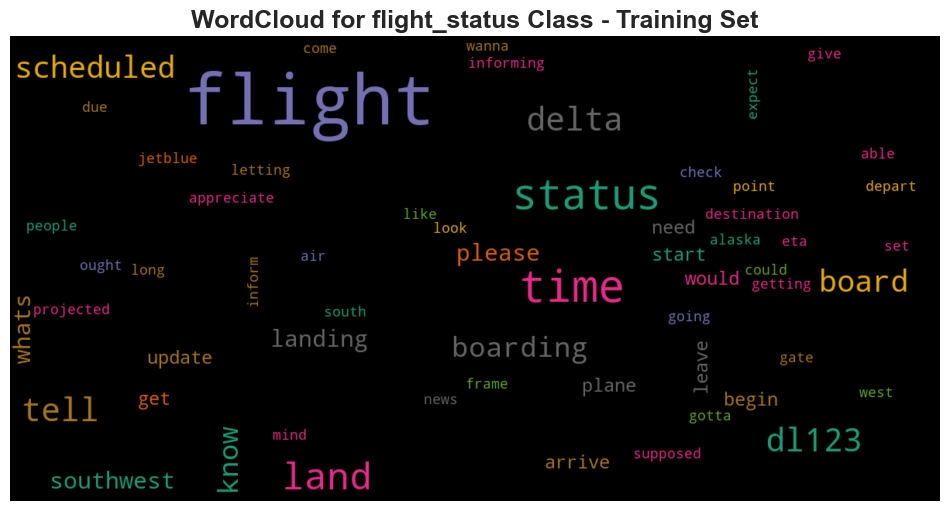 WordCloud for flight_status Class - Training Set
come
wanna
give
scheduled
informing
flight
expect
due
delta
jetblue
able
letting
check
appreciate
status
point
depart
like
destination
people
look
need
alaska
eta
set
please
start
air
ought
long
could
inform
time
would
getting
board
projected
south
going
whats
landing
boarding
update
gate
leave
frame
plane
get
news
begin
west
tell
gotta
mind
know
dl123
supposed
arrive
southwest
land